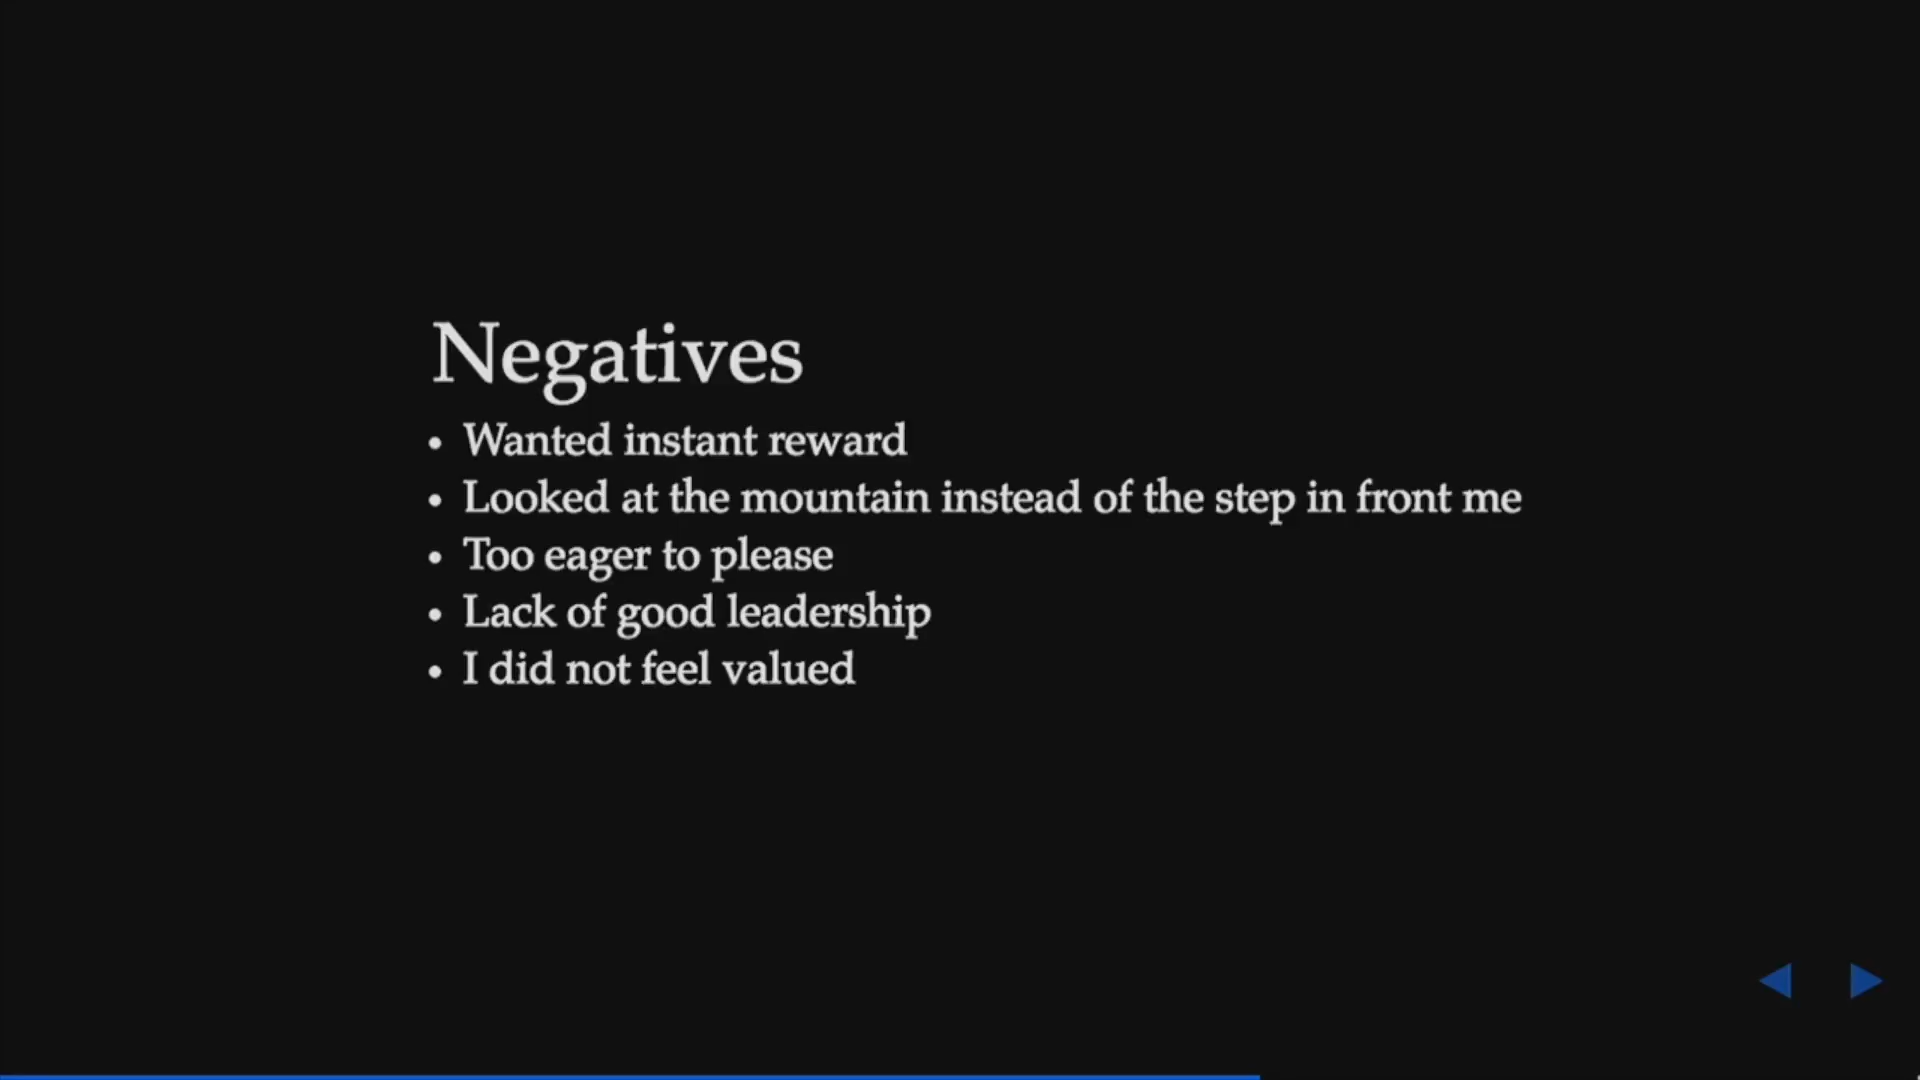 Negatives
• Wanted instant reward
• Looked at the mountain instead of the step in front me
• Too eager to please
• Lack of good leadership
• I did not feel valued